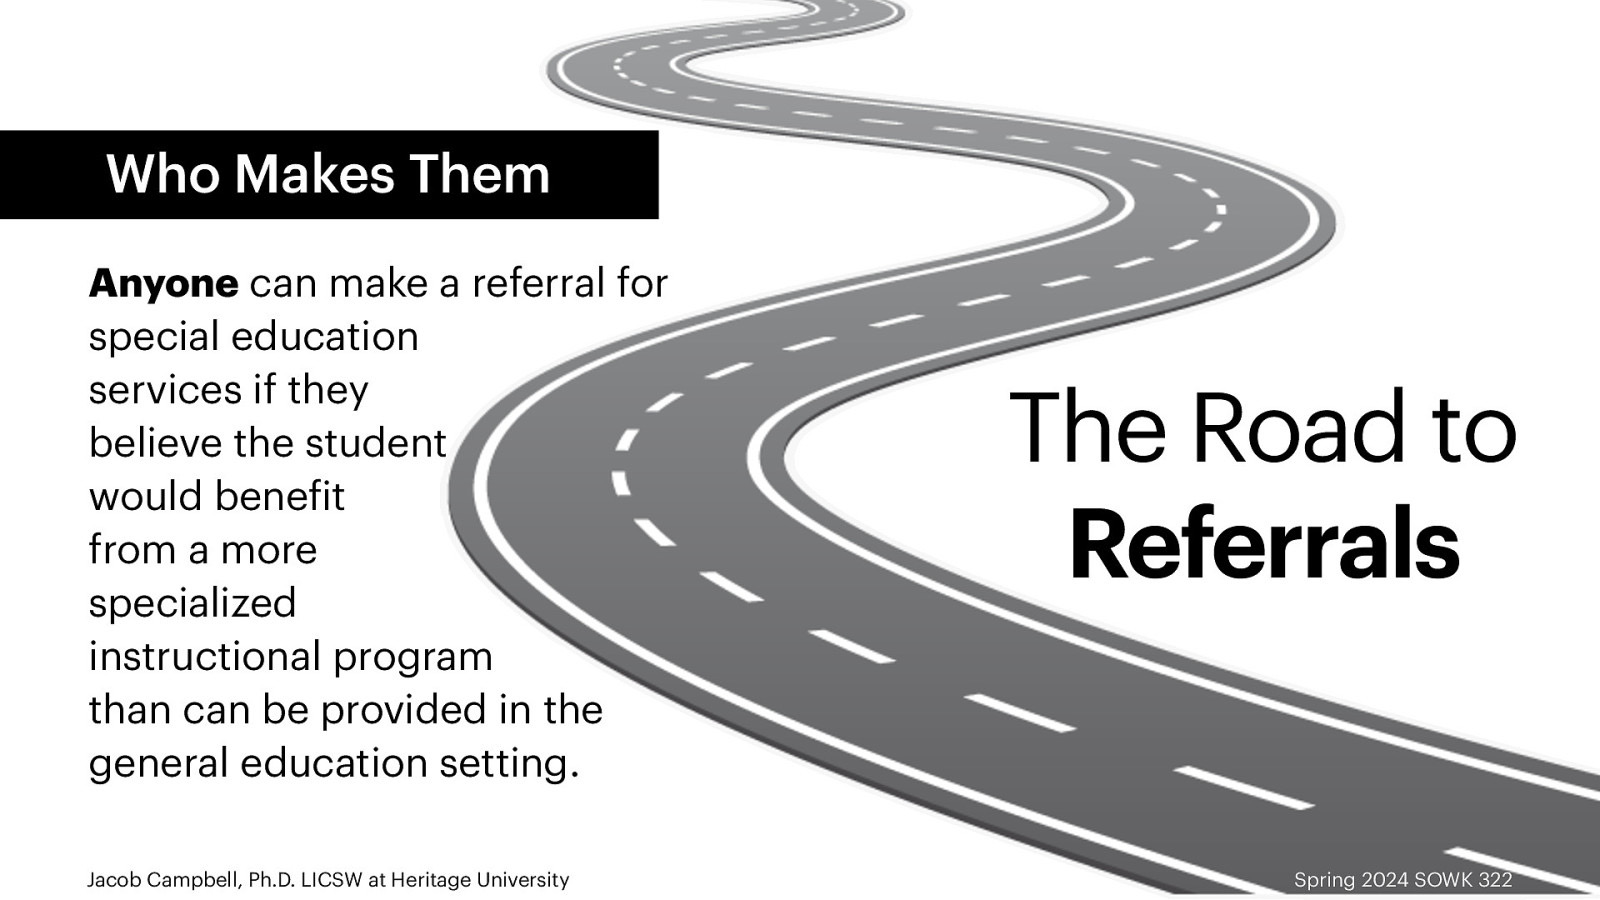 Who Makes Them
Anyone can make a referral for
special education
services if they
believe the student
would benefit
from a more
specialized
instructional program
than can be provided in the
general education setting.
The Road to
Referrals
Jacob Campbell, Ph.D. LICSW at Heritage University
Spring 2024 SOWK 322